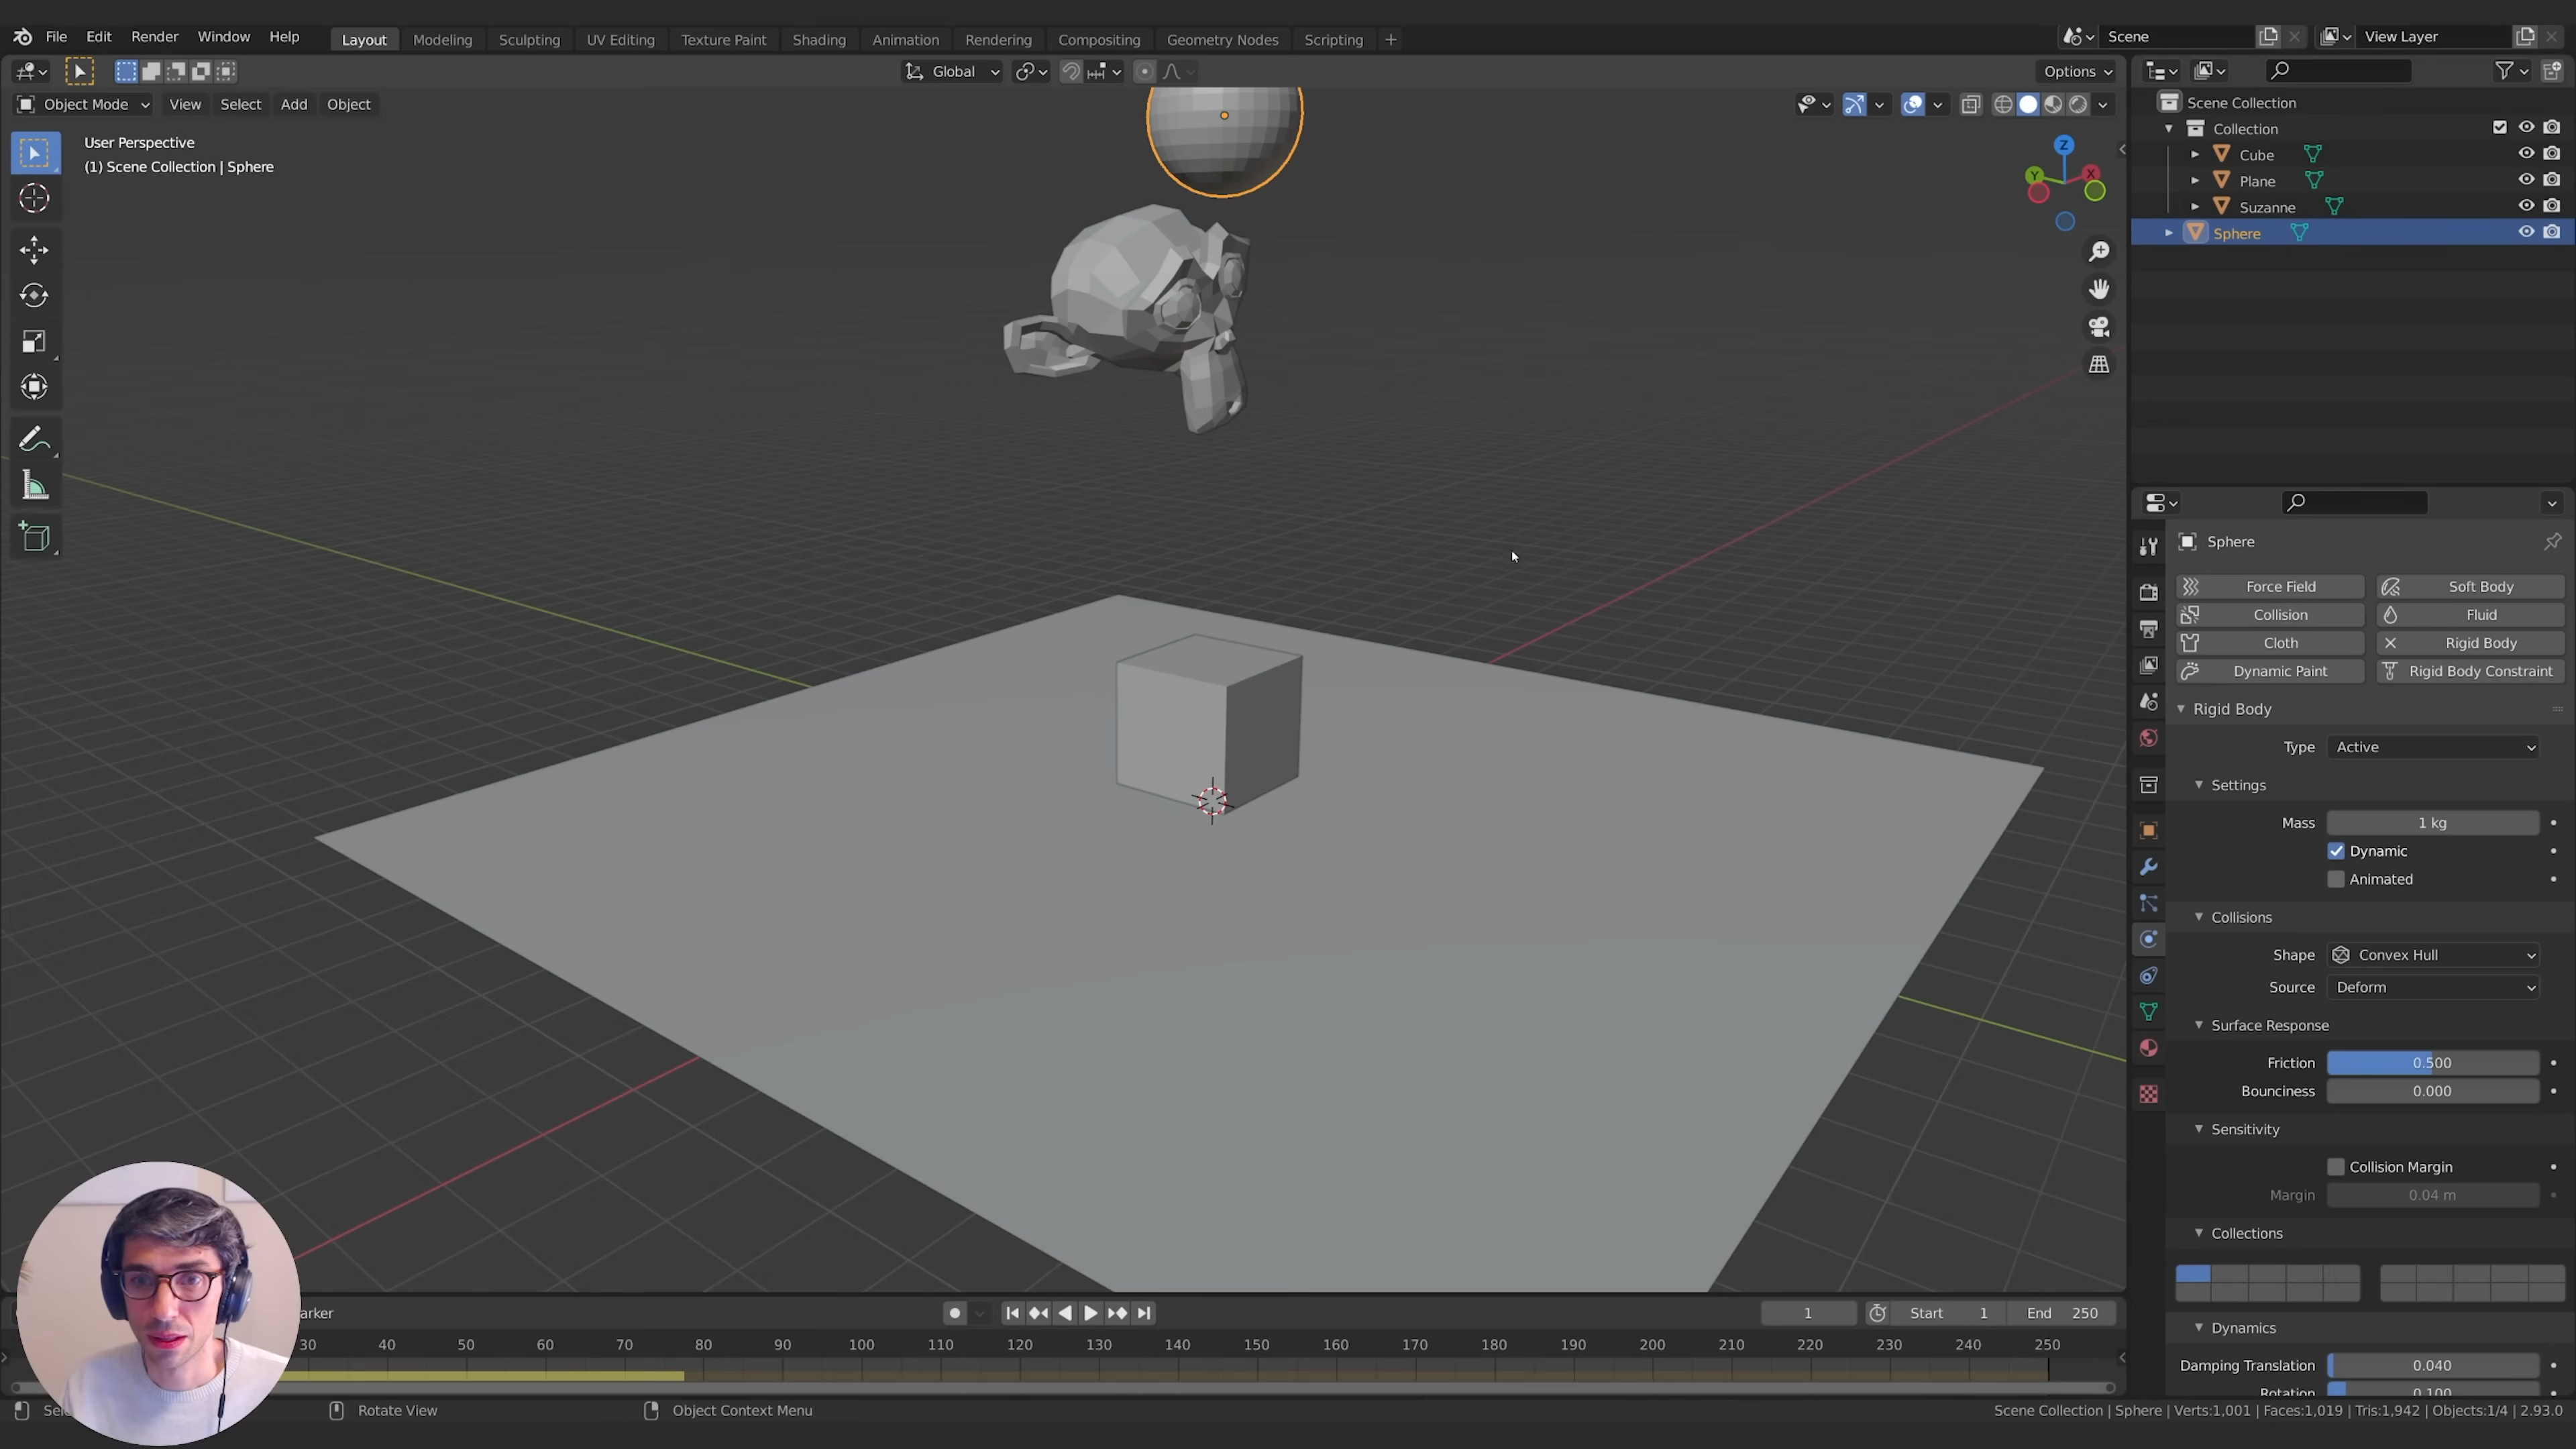 File Edit Render Window Help Layout Modeling Sculpting UV Editing Texture Paint Shading Animation Rendering Compositing Geometry Nodes Scripting + Scene View Layer
Global Options
Object Mode View Select Add Object
User Perspective
(1) Scene Collection | Sphere
Z
Y
X
Scene Collection
Collection
Cube
Plane
Suzanne
Sphere
Sphere
Force Field Soft Body
Collision Fluid
Cloth Rigid Body
Dynamic Paint Rigid Body Constraint
Rigid Body
Type Active
Settings
Mass 1 kg
Dynamic
Animated
Collisions
Shape Convex Hull
Source Deform
Surface Response
Friction 0.500
Bounciness 0.000
Sensitivity
Collision Margin
Margin 0.04 m
Collections
Dynamics
Damping Translation 0.040
Rotation 0.100
arker 1 Start 1 End 250
30 40 50 60 70 80 90 100 110 120 130 140 150 160 170 180 190 200 210 220 230 240 250
Sele Rotate View Object Context Menu Scene Collection | Sphere | Verts:1,001 | Faces:1,019 | Tris:1,942 | Objects:1/4 | 2.93.0